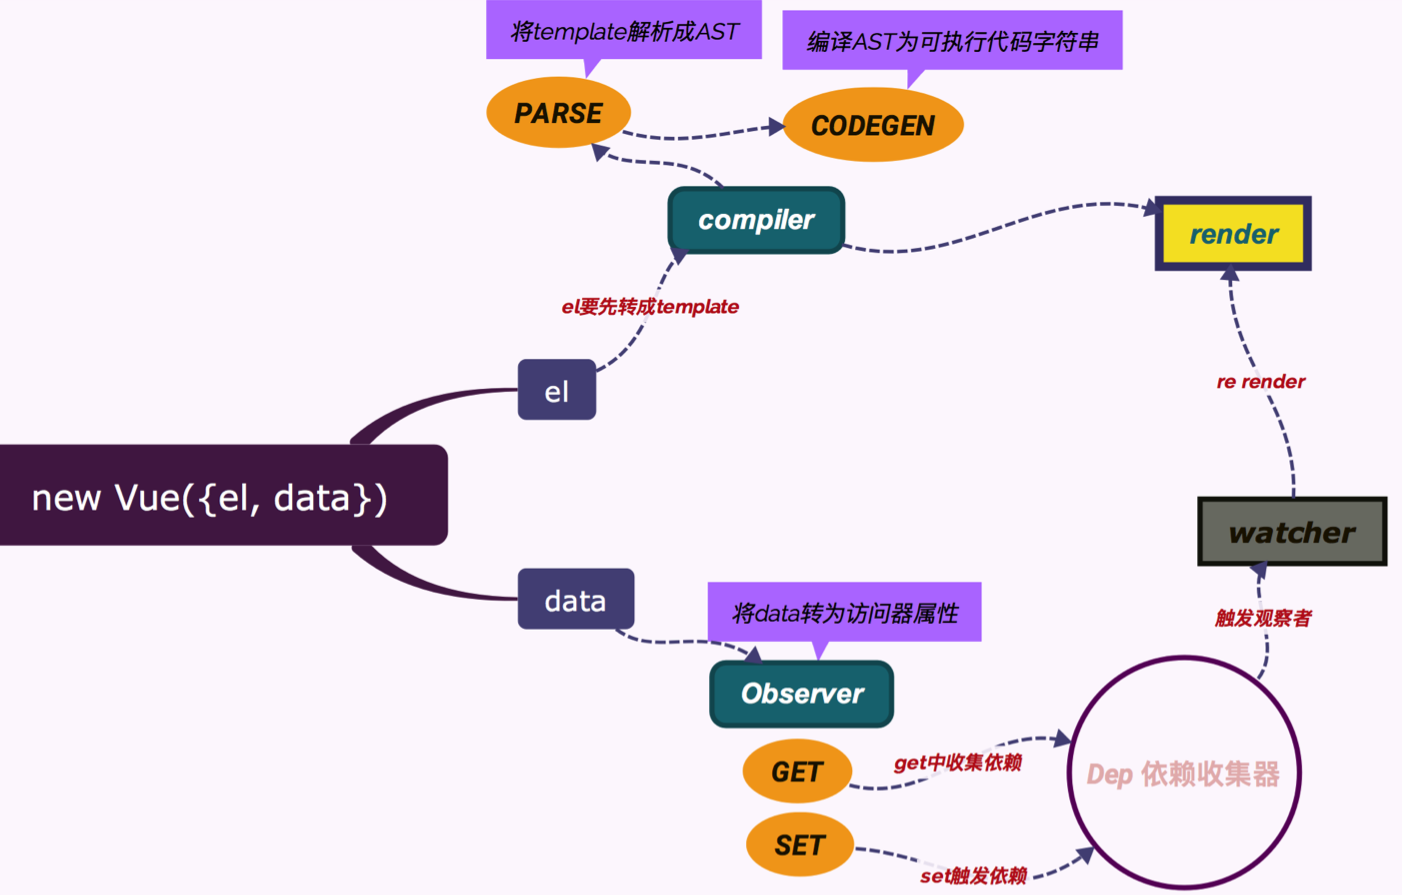 将template解析成AST
编译AST为可执行代码字符串
PARSE
CODEGEN
compiler
render
el要先转成template
re render
el
new Vue({el, data})
watcher
data
将data转为访问器属性
触发观察者
Observer
GET
get中收集依赖
Dep 依赖收集器
SET
set触发依赖